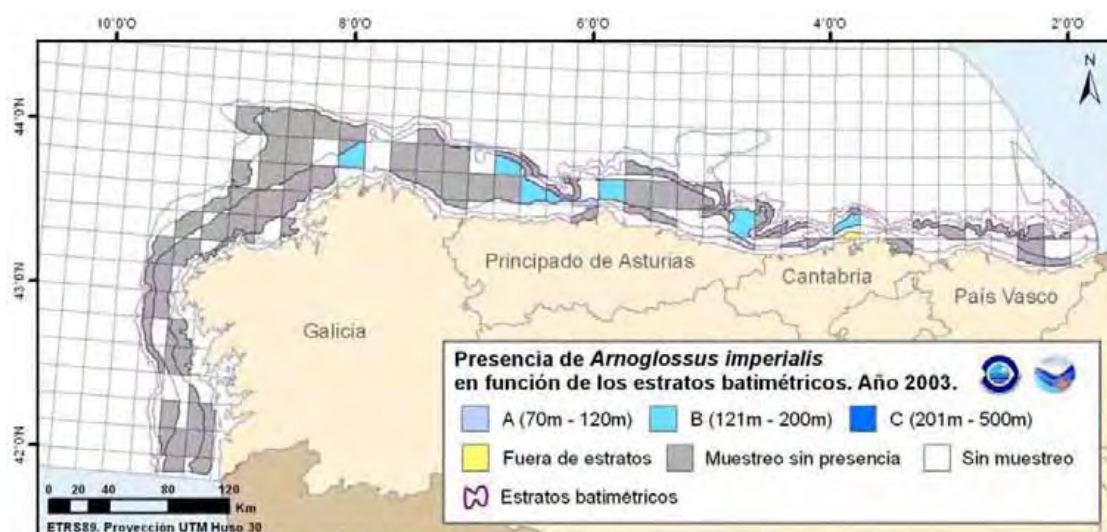 10°0'O 8°0'O 6°0'O 4°0'O 2°0'O
N
44°0'N
43°0'N
42°0'N
Principado de Asturias
Cantabria
País Vasco
Galicia
Presencia de Arnoglossus imperialis
en función de los estratos batimétricos. Año 2003.
A (70m - 120m) B (121m - 200m) C (201m - 500m)
Fuera de estratos Muestreo sin presencia Sin muestreo
Estratos batimétricos
0 20 40 80 120
Km
ETRS89. Proyección UTM Huso 30